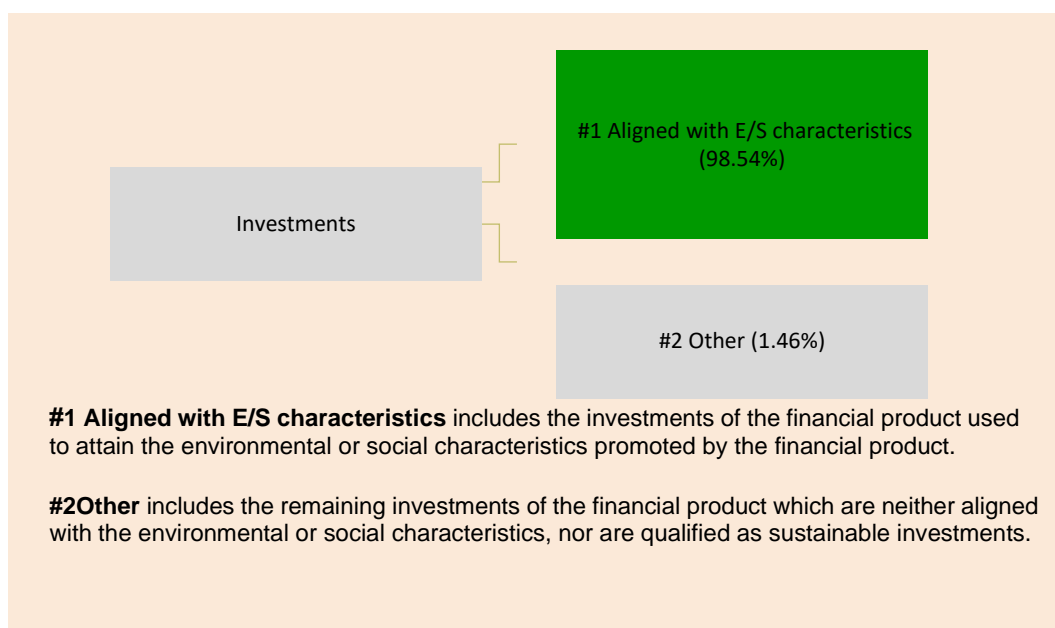 #1 Aligned with E/S characteristics
(98.54%)
Investments
#2 Other (1.46%)
#1 Aligned with E/S characteristics includes the investments of the financial product used
to attain the environmental or social characteristics promoted by the financial product.
#2Other includes the remaining investments of the financial product which are neither aligned
with the environmental or social characteristics, nor are qualified as sustainable investments.